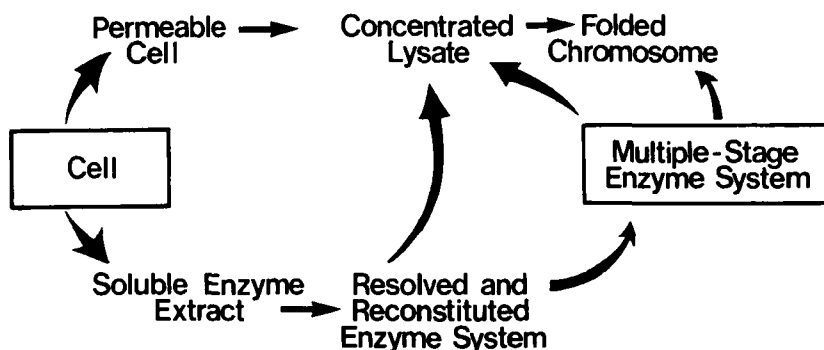 Permeable
Cell
Concentrated
Lysate
Folded
Chromosome
Cell
Multiple-Stage
Enzyme System
Soluble Enzyme
Extract
Resolved and
Reconstituted
Enzyme System